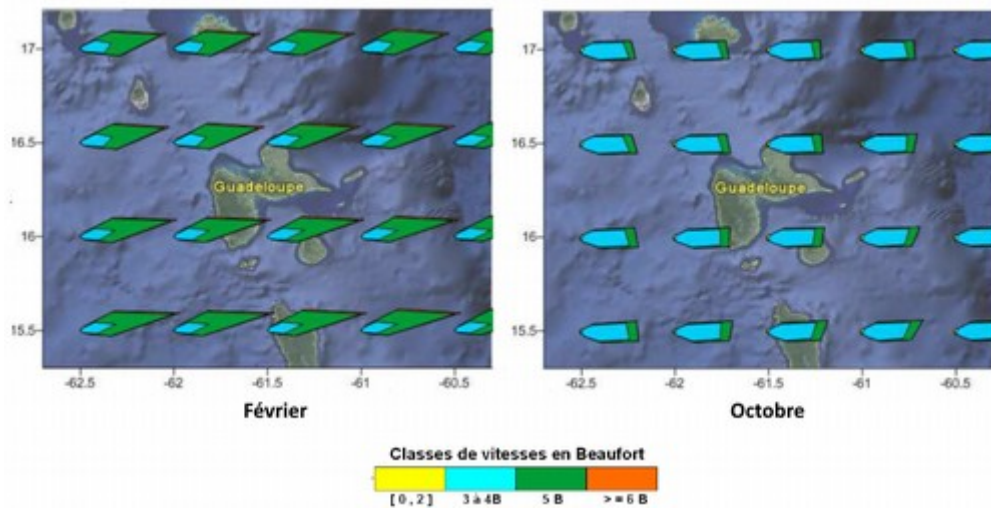 17
16.5
16
15.5
Guadeloupe
-62.5 -62 -61.5 -61 -60.5
Février
17
16.5
16
15.5
Guadeloupe
-62.5 -62 -61.5 -61 -60.5
Octobre
Classes de vitesses en Beaufort
[0,2] 3 à 4B 5 B >=6 B